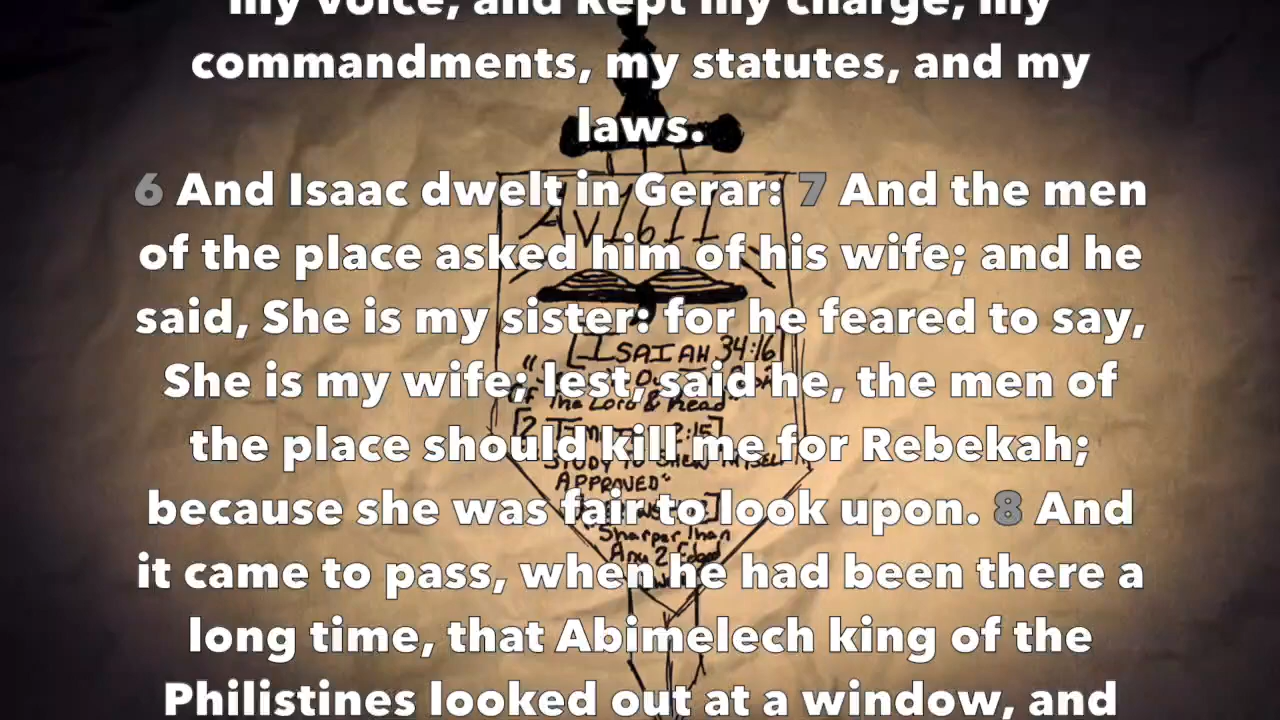 my voice, and kept my charge, my
commandments, my statutes, and my
laws.
6 And Isaac dwelt in Gerar: 7 And the men
of the place asked him of his wife; and he
said, She is my sister: for he feared to say,
She is my wife; lest, said he, the men of
the place should kill me for Rebekah;
because she was fair to look upon. 8 And
it came to pass, when he had been there a
long time, that Abimelech king of the
Philistines looked out at a window, and
AV1611
[ISAIAH 34:16]
Of The Lord & Read"
2:15]
STUDY TO SHEW MYSELF
APPROVED"
"Sharper Than
Any 2 Edged